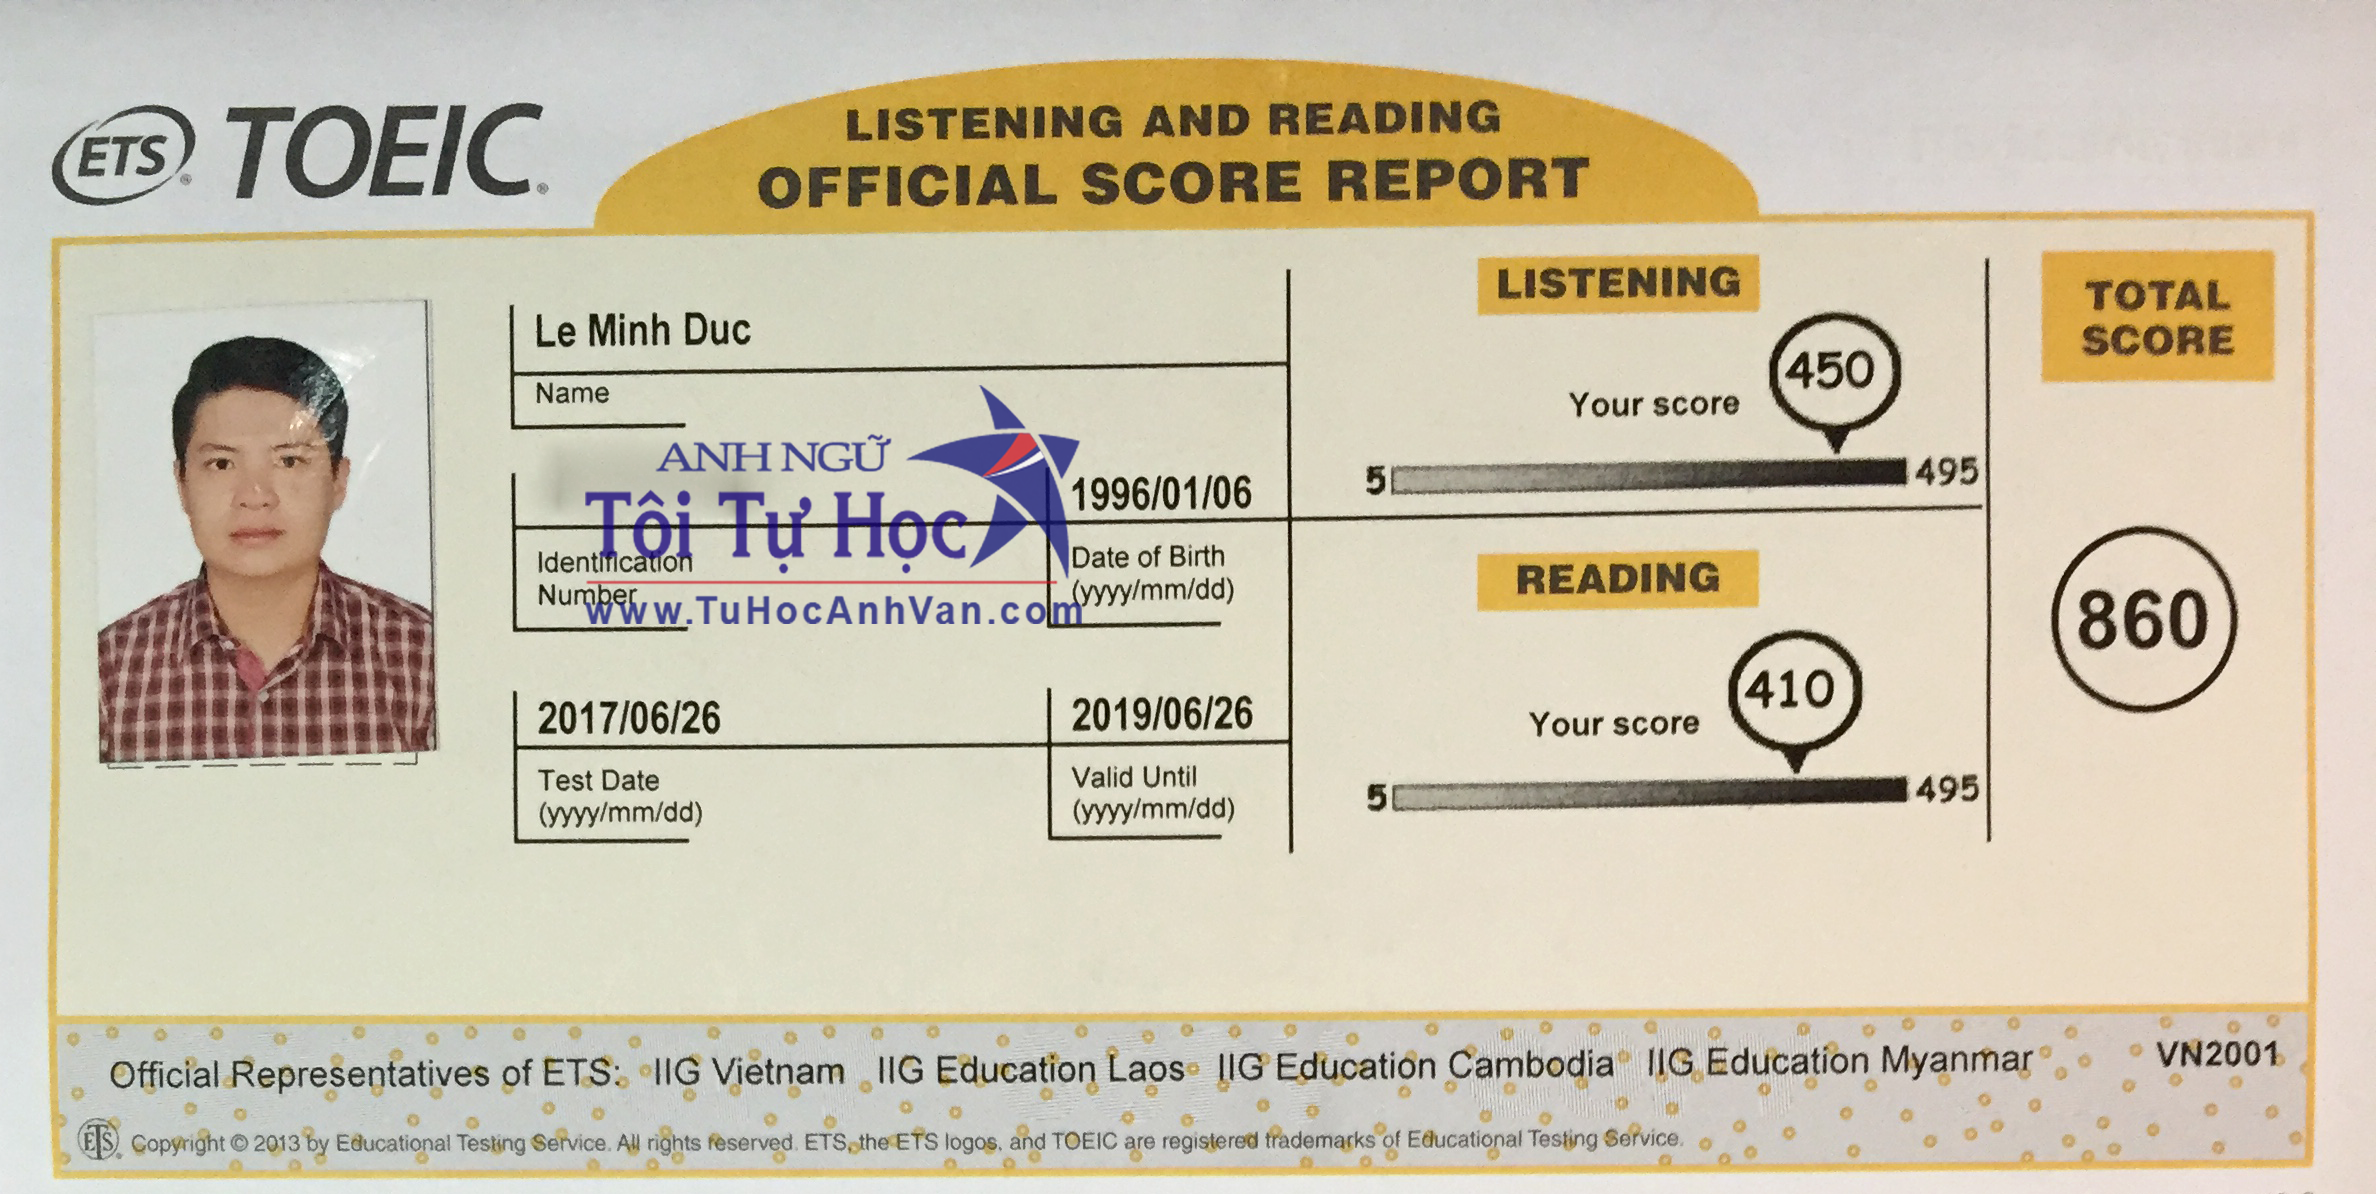 ETS TOEIC
LISTENING AND READING
OFFICIAL SCORE REPORT
Le Minh Duc
Name
ANH NGỮ
Tôi Tự Học
www.TuHocAnhVan.com
Identification
Number
1996/01/06
Date of Birth
(yyyy/mm/dd)
2017/06/26
Test Date
(yyyy/mm/dd)
2019/06/26
Valid Until
(yyyy/mm/dd)
LISTENING
Your score 450
5 495
READING
Your score 410
5 495
TOTAL
SCORE
860
Official Representatives of ETS: IIG Vietnam IIG Education Laos IIG Education Cambodia IIG Education Myanmar VN2001
ETS Copyright © 2013 by Educational Testing Service. All rights reserved. ETS, the ETS logos, and TOEIC are registered trademarks of Educational Testing Service.